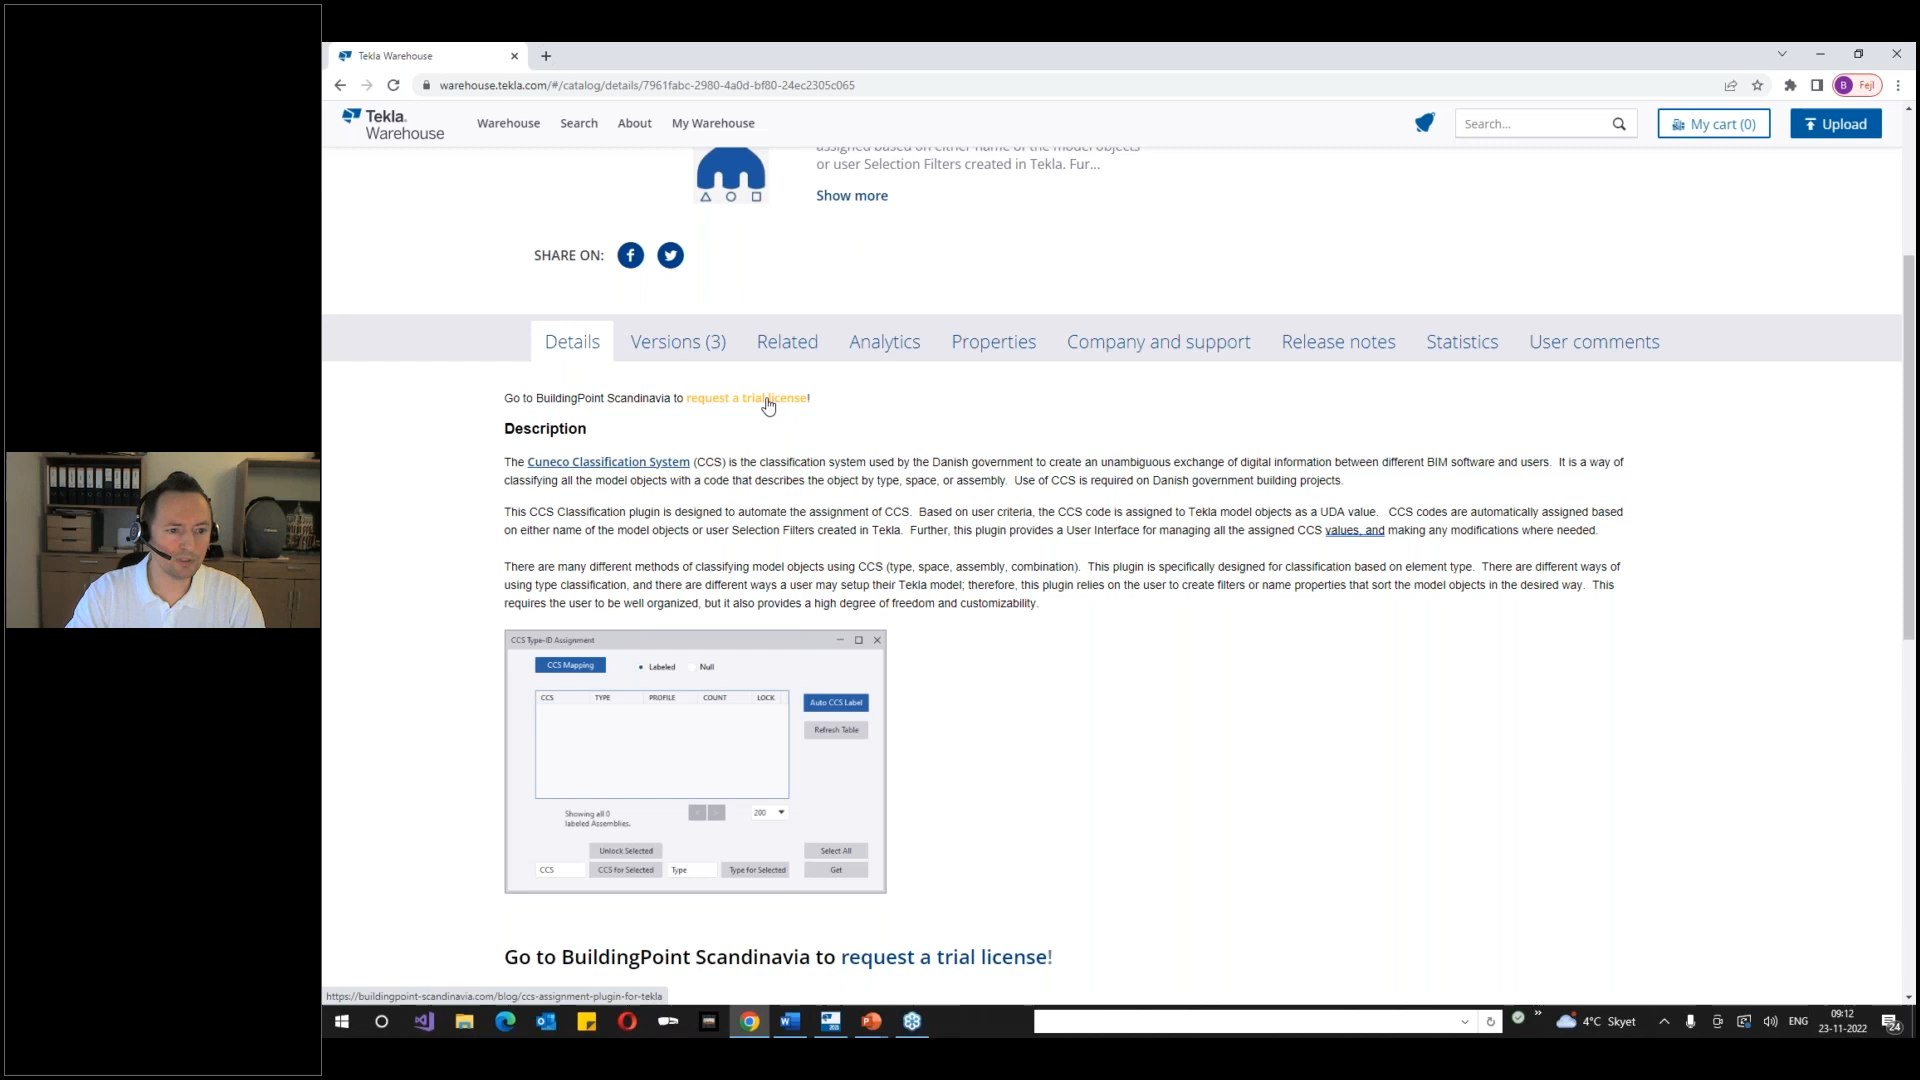 Tekla Warehouse
warehouse.tekla.com/#/catalog/details/7961fabc-2980-4a0d-bf80-24ec2305c065
B Fejl
Tekla.
Warehouse
Warehouse Search About My Warehouse
Search...
My cart (0)
Upload
assigned based on either name of the model objects
or user Selection Filters created in Tekla. Fur...
Show more
SHARE ON:
Details Versions (3) Related Analytics Properties Company and support Release notes Statistics User comments
Go to BuildingPoint Scandinavia to request a trial license!
Description
The Cuneco Classification System (CCS) is the classification system used by the Danish government to create an unambiguous exchange of digital information between different BIM software and users. It is a way of
classifying all the model objects with a code that describes the object by type, space, or assembly. Use of CCS is required on Danish government building projects.
This CCS Classification plugin is designed to automate the assignment of CCS. Based on user criteria, the CCS code is assigned to Tekla model objects as a UDA value. CCS codes are automatically assigned based
on either name of the model objects or user Selection Filters created in Tekla. Further, this plugin provides a User Interface for managing all the assigned CCS values, and making any modifications where needed.
There are many different methods of classifying model objects using CCS (type, space, assembly, combination). This plugin is specifically designed for classification based on element type. There are different ways of
using type classification, and there are different ways a user may setup their Tekla model; therefore, this plugin relies on the user to create filters or name properties that sort the model objects in the desired way. This
requires the user to be well organized, but it also provides a high degree of freedom and customizability.
CCS Type-ID Assignment
CCS Mapping Labeled Null
CCS TYPE PROFILE COUNT LOCK
Auto CCS Label
Refresh Table
Showing all 0
labeled Assemblies.
200
Unlock Selected Select All
CCS CCS for Selected Type Type for Selected Get
Go to BuildingPoint Scandinavia to request a trial license!
https://buildingpoint-scandinavia.com/blog/ccs-assignment-plugin-for-tekla
4°C Skyet
ENG
09:12
23-11-2022
24